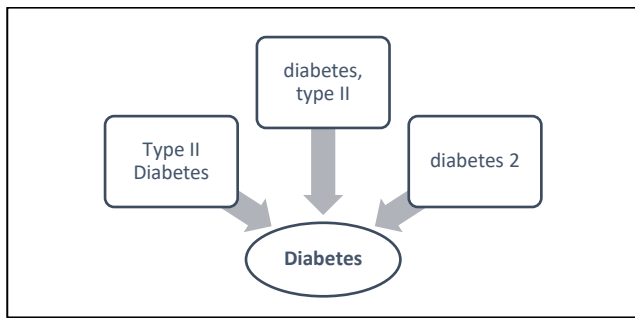 diabetes,
type II
Type II
Diabetes
diabetes 2
Diabetes